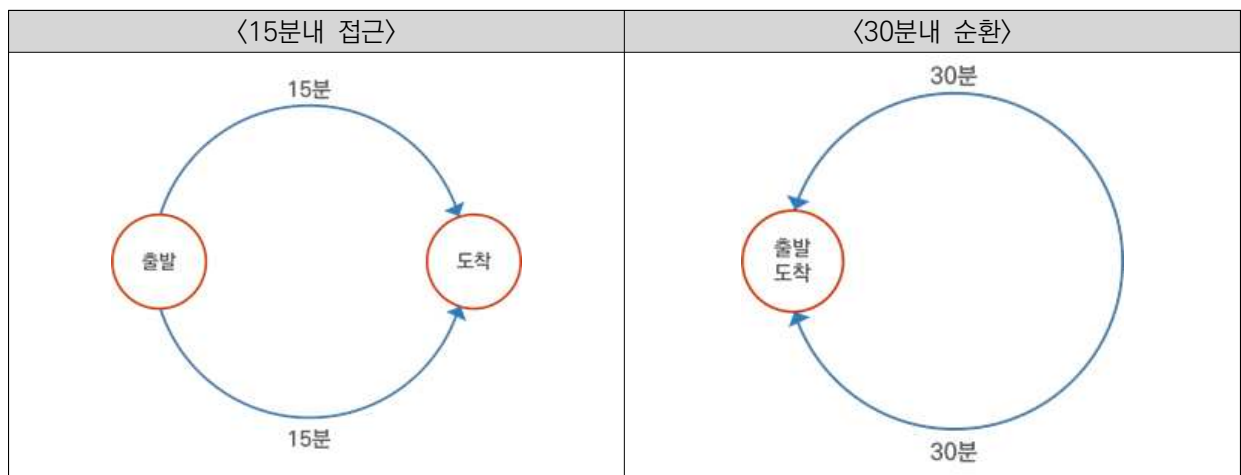 〈15분내 접근〉
〈30분내 순환〉
15분
출발
도착
15분
30분
출발
도착
30분